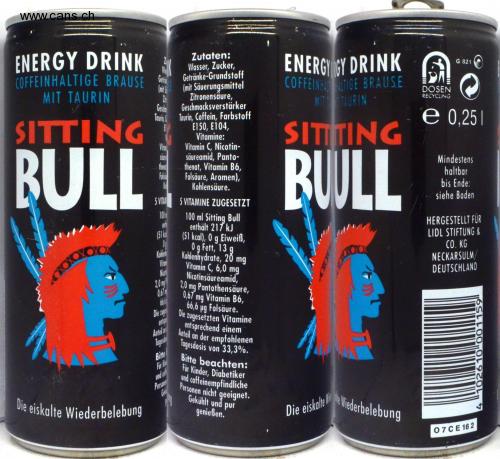 www.cans.ch
ENERGY DRINK
COFFEINHALTIGE BRAUSE
MIT TAURIN
SITTING
BULL
Die eiskalte Wiederbelebung
Zutaten:
Wasser, Zucker,
Getränke-Grundstoff
(mit Säuerungsmittel
Zitronensäure,
Geschmacksverstärker
Taurin, Coffein, Farbstoff
E150, E104,
Vitamine:
Vitamin C, Nicotin-
säureamid, Panto-
thenat, Vitamin B6,
Folsäure, Aromen),
Kohlensäure.
5 VITAMINE ZUGESETZT
100 ml Sitting Bull
enthält 217 kJ
(51 kcal), 0 g Eiweiß,
0 g Fett, 13 g
Kohlenhydrate, 20 mg
Vitamin C, 6,0 mg
Nicotinsäureamid,
2,0 mg Pantothensäure,
0,67 mg Vitamin B6,
66,6 µg Folsäure.
Die zugesetzten Vitamine
entsprechend einem
Anteil an der empfohlenen
Tagesdosis von 33,3%.
Bitte beachten:
Für Kinder, Diabetiker
und coffeinempfindliche
Personen nicht geeignet.
Gekühlt und pur
genießen.
ENERGY DRINK
COFFEINHALTIGE BRAUSE
MIT TAURIN
SITTING
BULL
Die eiskalte Wiederbelebung
DOSEN
RECYCLING
G 821
e 0,25 l
Mindestens
haltbar
bis Ende:
siehe Boden
HERGESTELLT FÜR
LIDL STIFTUNG &
CO. KG
NECKARSULM/
DEUTSCHLAND
4 102610 001159
07CE162